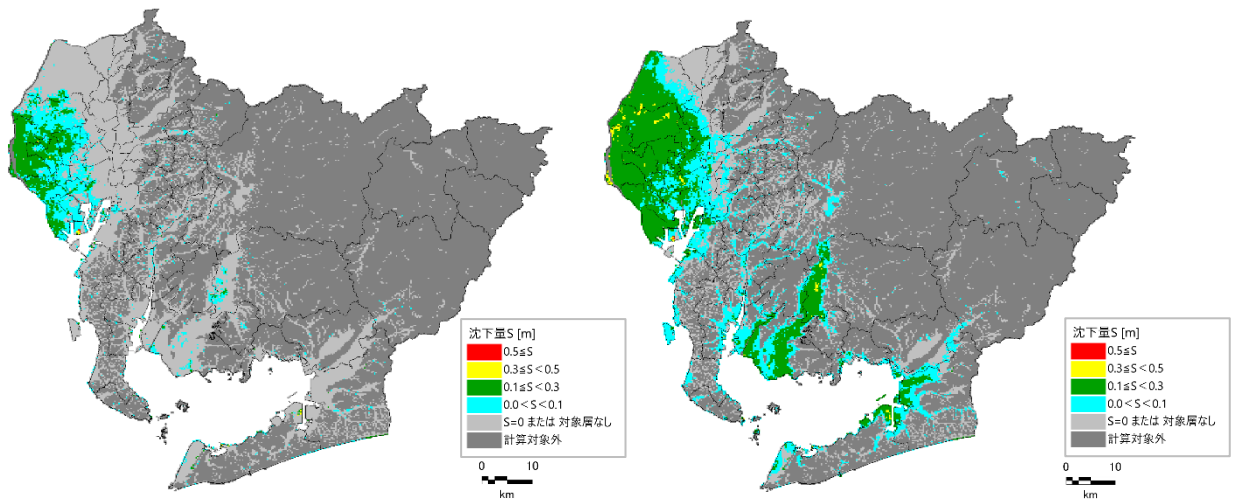 沈下量S [m]
0.5≦S
0.3≦S<0.5
0.1≦S<0.3
0.0<S<0.1
S=0 または 対象層なし
計算対象外
0 10
km
沈下量S [m]
0.5≦S
0.3≦S<0.5
0.1≦S<0.3
0.0<S<0.1
S=0 または 対象層なし
計算対象外
0 10
km